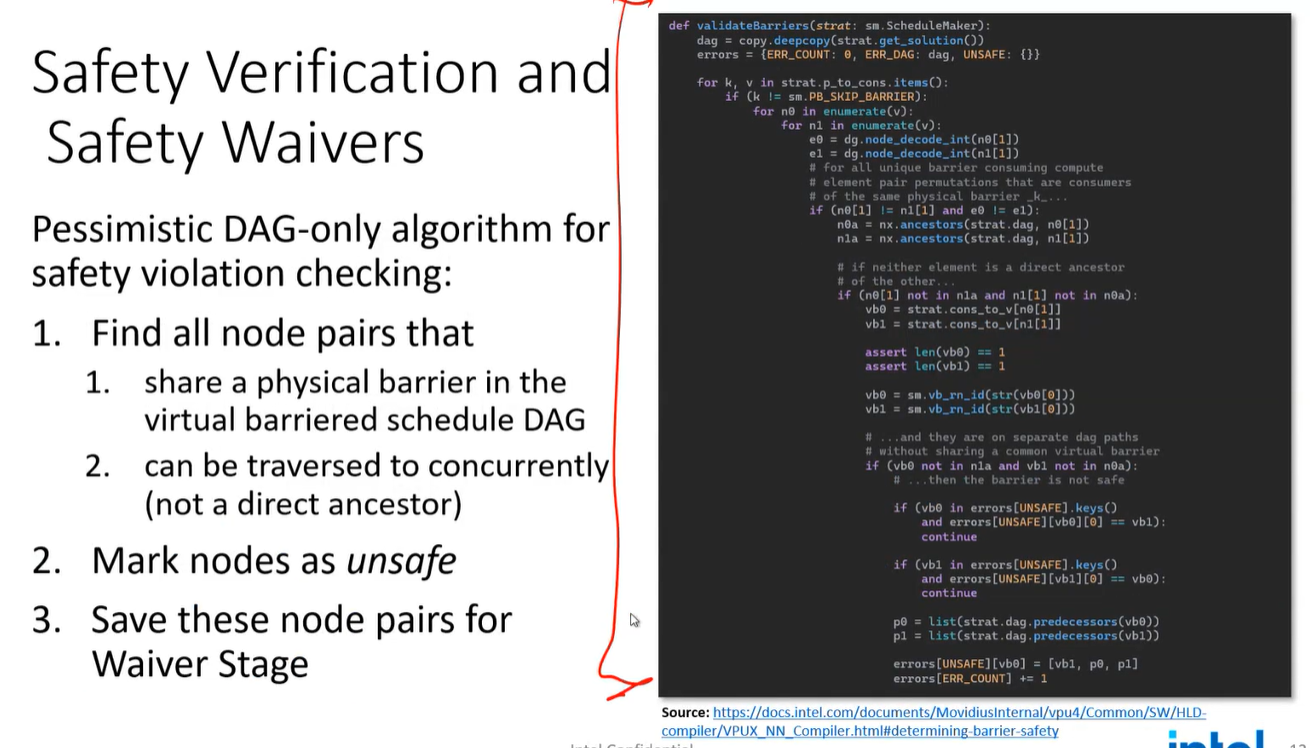 Safety Verification and
Safety Waivers
Pessimistic DAG-only algorithm for
safety violation checking:
1. Find all node pairs that
1. share a physical barrier in the
virtual barriered schedule DAG
2. can be traversed to concurrently
(not a direct ancestor)
2. Mark nodes as unsafe
3. Save these node pairs for
Waiver Stage
def validateBarriers(strat: sm.ScheduleMaker):
    dag = copy.deepcopy(strat.get_solution())
    errors = {ERR_COUNT: 0, ERR_DAG: dag, UNSAFE: {}}

    for k, v in strat.p_to_cons.items():
        if (k != sm.PB_SKIP_BARRIER):
            for n0 in enumerate(v):
                for n1 in enumerate(v):
                    e0 = dg.node_decode_int(n0[1])
                    e1 = dg.node_decode_int(n1[1])
                    # for all unique barrier consuming compute
                    # element pair permutations that are consumers
                    # of the same physical barrier _k_...
                    if (n0[1] != n1[1] and e0 != e1):
                        n0a = nx.ancestors(strat.dag, n0[1])
                        n1a = nx.ancestors(strat.dag, n1[1])

                        # if neither element is a direct ancestor
                        # of the other...
                        if (n0[1] not in n1a and n1[1] not in n0a):
                            vb0 = strat.cons_to_v[n0[1]]
                            vb1 = strat.cons_to_v[n1[1]]

                            assert len(vb0) == 1
                            assert len(vb1) == 1

                            vb0 = sm.vb_rn_id(str(vb0[0]))
                            vb1 = sm.vb_rn_id(str(vb1[0]))

                            # ...and they are on separate dag paths
                            # without sharing a common virtual barrier
                            if (vb0 not in n1a and vb1 not in n0a):
                                # ...then the barrier is not safe

                                if (vb0 in errors[UNSAFE].keys()
                                    and errors[UNSAFE][vb0][0] == vb1):
                                    continue

                                if (vb1 in errors[UNSAFE].keys()
                                    and errors[UNSAFE][vb1][0] == vb0):
                                    continue

                                p0 = list(strat.dag.predecessors(vb0))
                                p1 = list(strat.dag.predecessors(vb1))

                                errors[UNSAFE][vb0] = [vb1, p0, p1]
                                errors[ERR_COUNT] += 1
Source: https://docs.intel.com/documents/MovidiusInternal/vpu4/Common/SW/HLD-
compiler/VPUX_NN_Compiler.html#determining-barrier-safety
Intel Confidential
intel